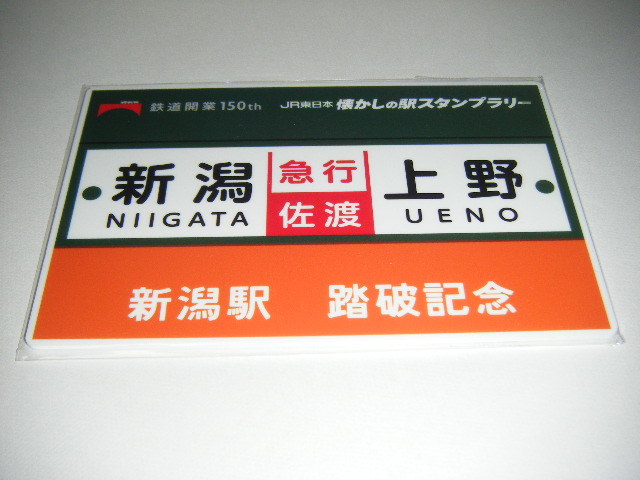 鉄道開業150th JR東日本 懐かしの駅スタンプラリー
新潟 急行 上野
NIIGATA 佐渡 UENO
新潟駅 踏破記念